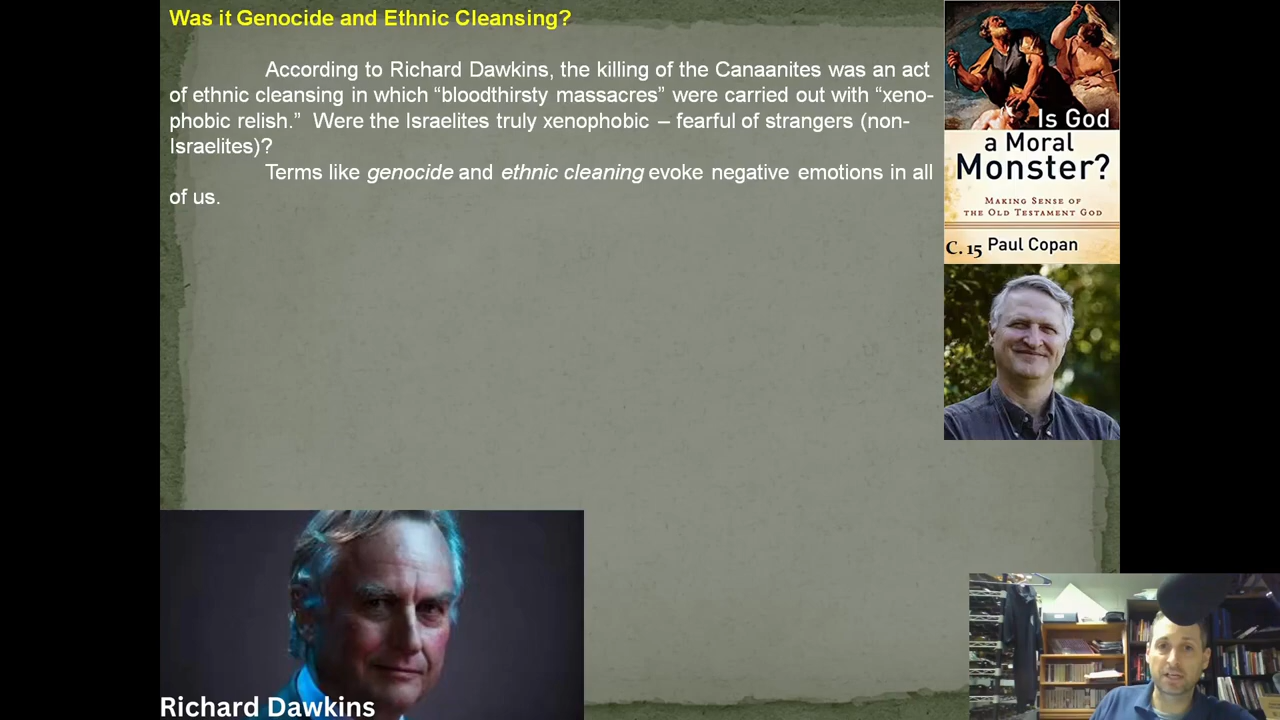 Was it Genocide and Ethnic Cleansing?
According to Richard Dawkins, the killing of the Canaanites was an act
of ethnic cleansing in which “bloodthirsty massacres” were carried out with “xeno-
phobic relish.” Were the Israelites truly xenophobic – fearful of strangers (non-
Israelites)?
Terms like genocide and ethnic cleaning evoke negative emotions in all
of us.
Is God
a Moral
Monster?
Making Sense of
the Old Testament God
C. 15 Paul Copan
Richard Dawkins